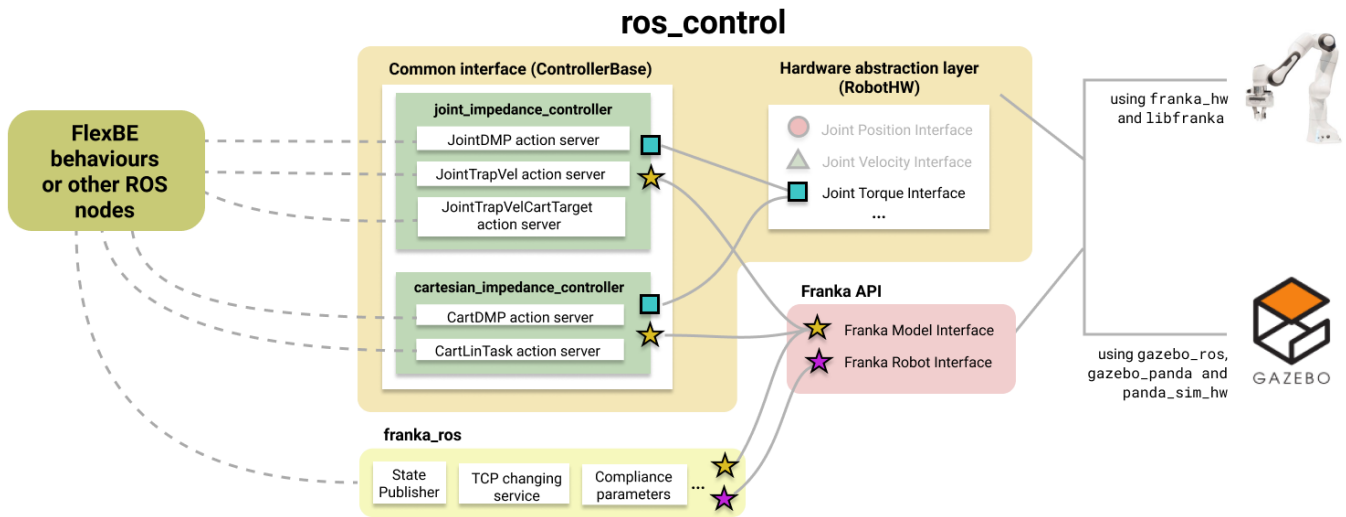 ros_control
Common interface (ControllerBase)
joint_impedance_controller
JointDMP action server
JointTrapVel action server
JointTrapVelCartTarget
action server
cartesian_impedance_controller
CartDMP action server
CartLinTask action server
Hardware abstraction layer
(RobotHW)
Joint Position Interface
Joint Velocity Interface
Joint Torque Interface
...
FlexBE
behaviours
or other ROS
nodes
Franka API
Franka Model Interface
Franka Robot Interface
franka_ros
State
Publisher
TCP changing
service
Compliance
parameters
...
using franka_hw
and libfranka
using gazebo_ros,
gazebo_panda and
panda_sim_hw
GAZEBO